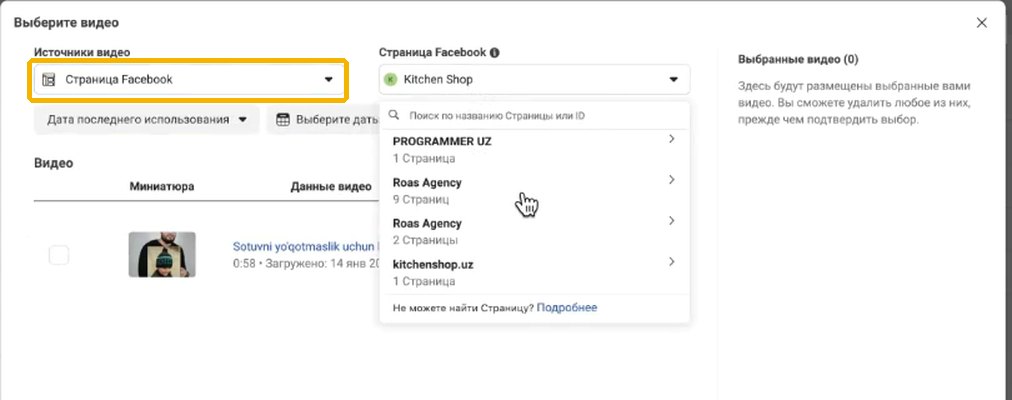 Выберите видео
Источники видео
Страница Facebook
Страница Facebook
K Kitchen Shop
Дата последнего использования
Выберите даты
Поиск по названию Страницы или ID
PROGRAMMER UZ
1 Страница
Roas Agency
9 Страниц
Roas Agency
2 Страницы
kitchenshop.uz
1 Страница
Не можете найти Страницу? Подробнее
Видео
Миниатюра
Данные видео
Sotuvni yo'qotmaslik uchun
0:58 • Загружено: 14 янв 20
Выбранные видео (0)
Здесь будут размещены выбранные вами
видео. Вы сможете удалить любое из них,
прежде чем подтвердить выбор.